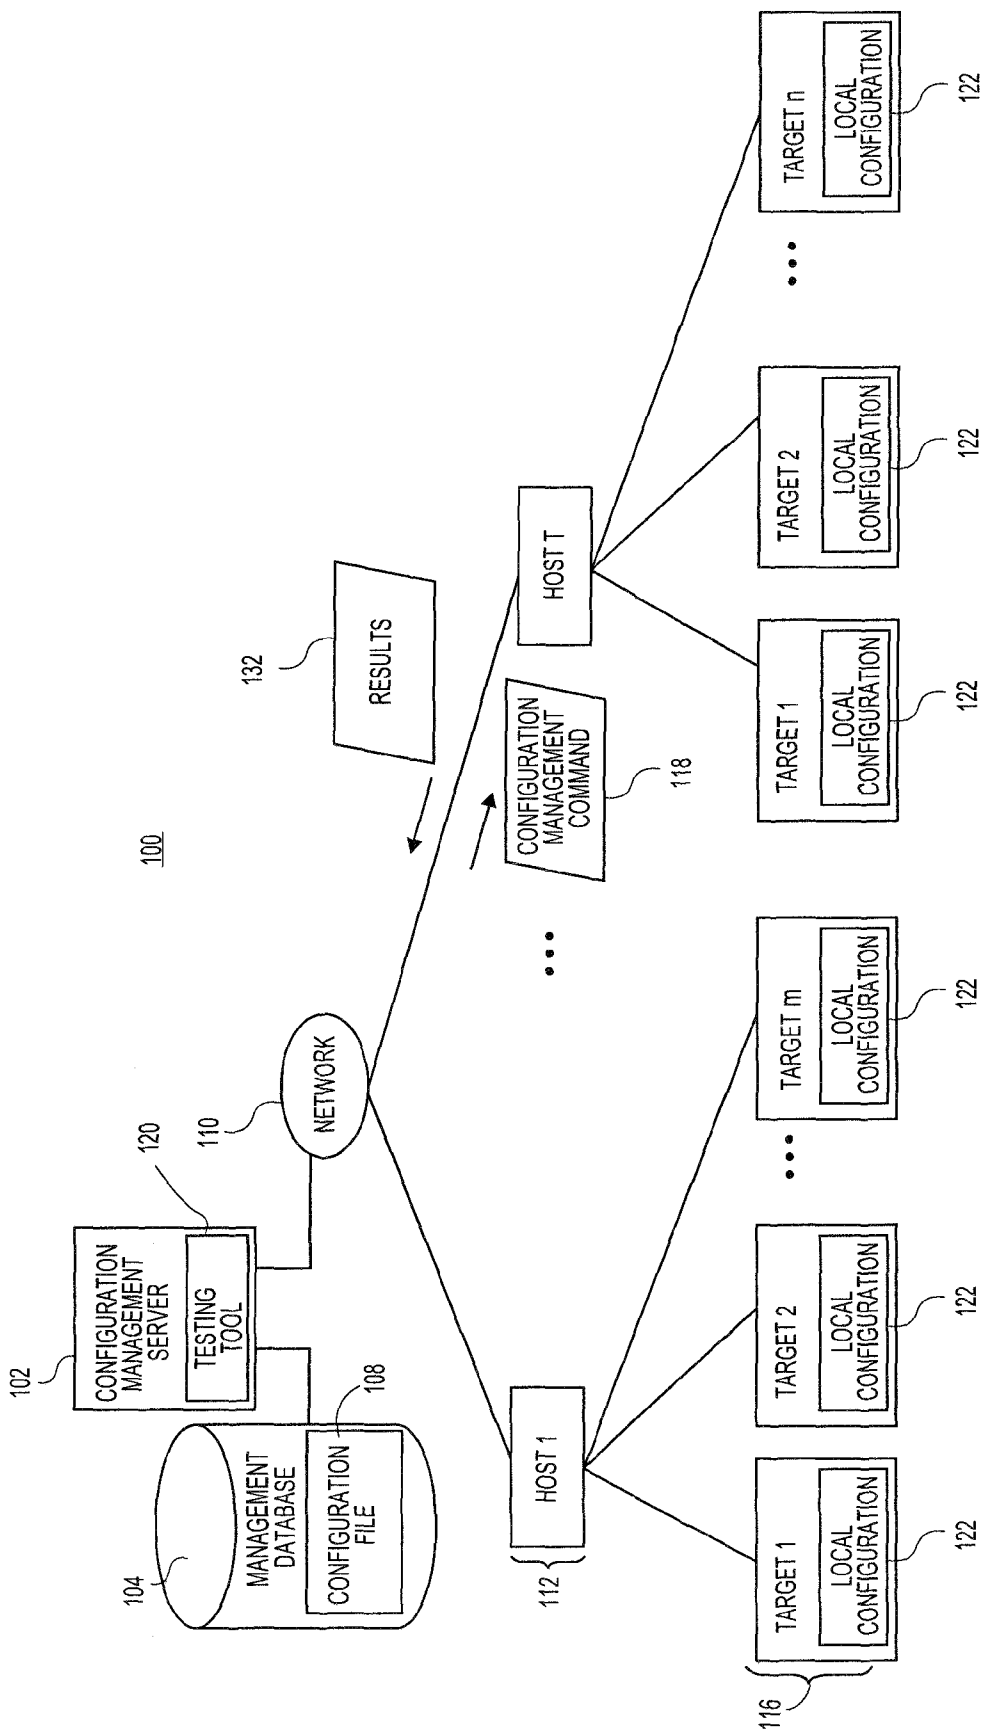 100
102
CONFIGURATION
MANAGEMENT
SERVER
TESTING
TOOL
120
104
MANAGEMENT
DATABASE
CONFIGURATION
FILE
108
110
NETWORK
132
RESULTS
HOST 1
112
•••
CONFIGURATION
MANAGEMENT
COMMAND
118
HOST T
116
TARGET 1
LOCAL
CONFIGURATION
122
TARGET 2
LOCAL
CONFIGURATION
122
•••
TARGET m
LOCAL
CONFIGURATION
122
TARGET 1
LOCAL
CONFIGURATION
122
TARGET 2
LOCAL
CONFIGURATION
122
•••
TARGET n
LOCAL
CONFIGURATION
122